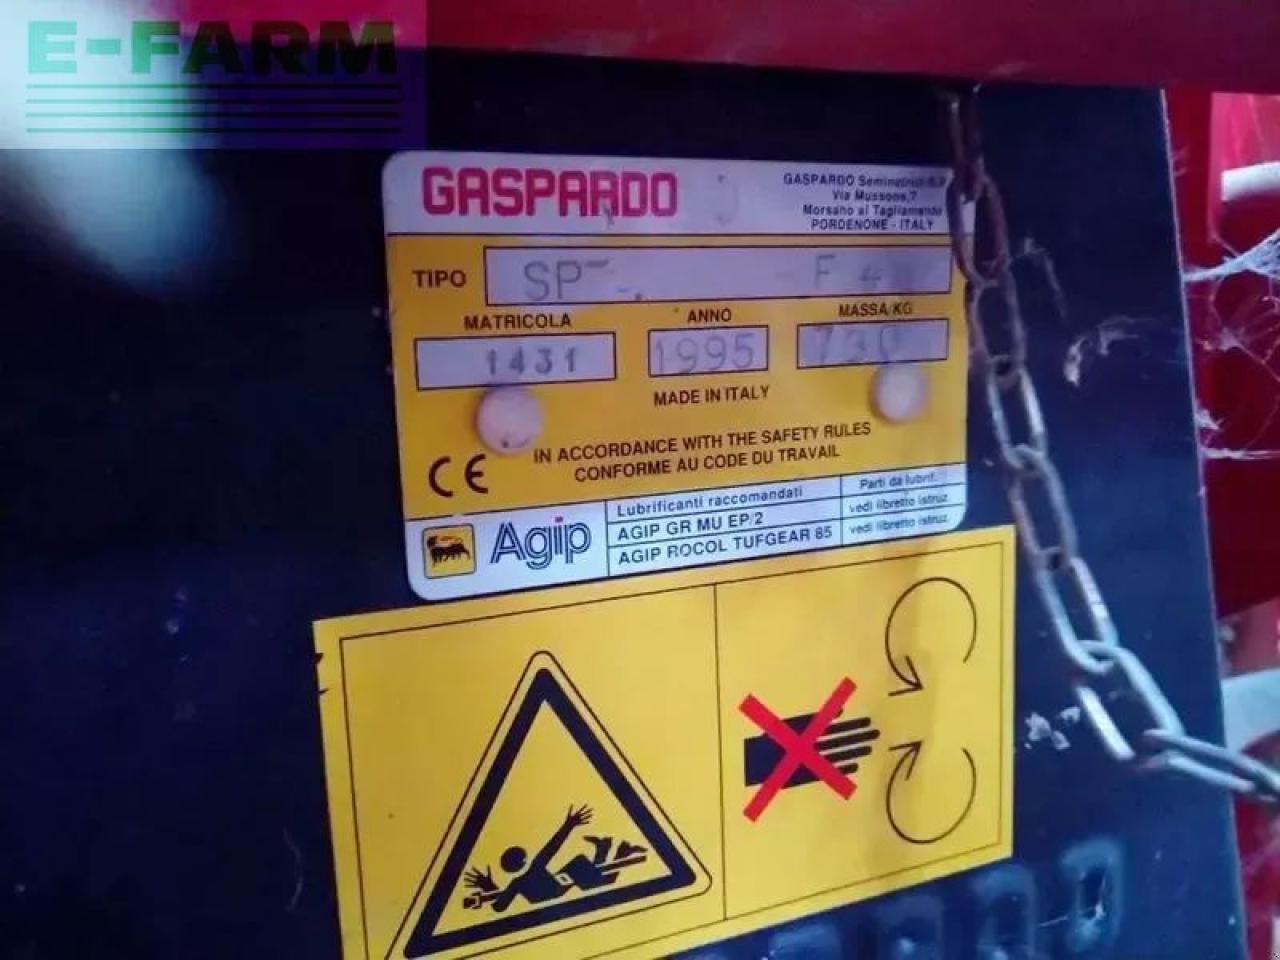 E-FARM
GASPARDO
GASPARDO
Via Mussons,7
Morsano al Tagliamento
PORDENONE - ITALY
TIPO SP F 4
MATRICOLA ANNO MASSA/KG
1431 1995 730
MADE IN ITALY
IN ACCORDANCE WITH THE SAFETY RULES
CONFORME AU CODE DU TRAVAIL
CE
Agip
Lubrificanti raccomandati Parti da lubrif.
AGIP GR MU EP/2 vedi libretto istruz.
AGIP ROCOL TUFGEAR 85 vedi libretto istruz.